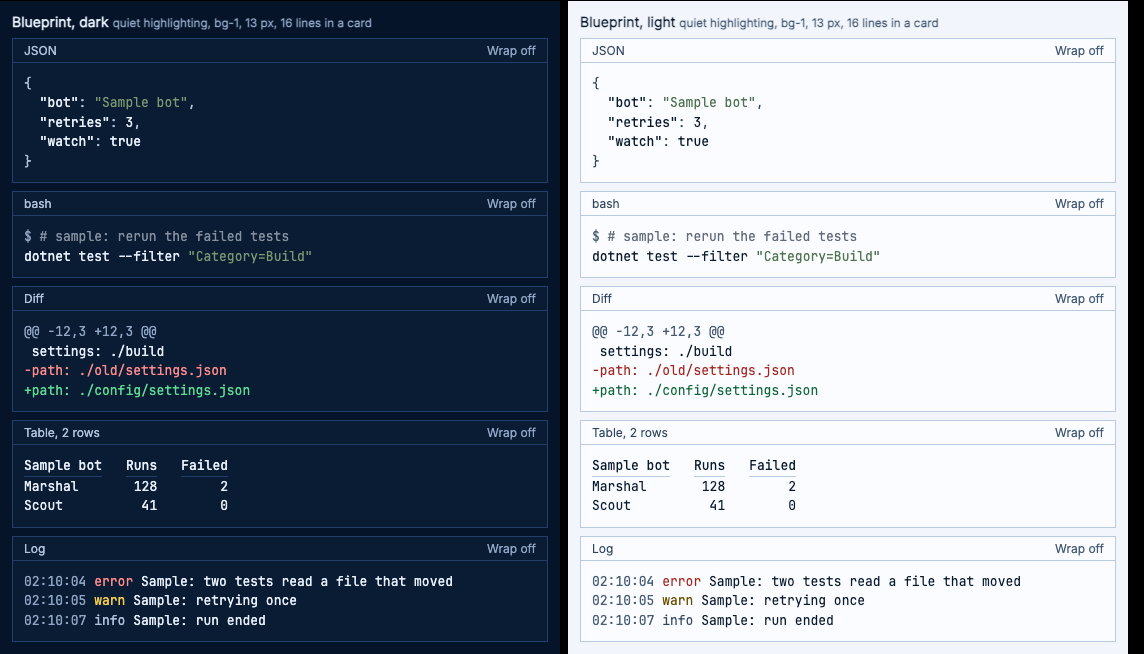 Blueprint, dark quiet highlighting, bg-1, 13 px, 16 lines in a card
JSON Wrap off
{
  "bot": "Sample bot",
  "retries": 3,
  "watch": true
}
bash Wrap off
$ # sample: rerun the failed tests
dotnet test --filter "Category=Build"
Diff Wrap off
@@ -12,3 +12,3 @@
 settings: ./build
-path: ./old/settings.json
+path: ./config/settings.json
Table, 2 rows Wrap off
Sample bot Runs Failed
Marshal 128 2
Scout 41 0
Log Wrap off
02:10:04 error Sample: two tests read a file that moved
02:10:05 warn Sample: retrying once
02:10:07 info Sample: run ended
Blueprint, light quiet highlighting, bg-1, 13 px, 16 lines in a card
JSON Wrap off
{
  "bot": "Sample bot",
  "retries": 3,
  "watch": true
}
bash Wrap off
$ # sample: rerun the failed tests
dotnet test --filter "Category=Build"
Diff Wrap off
@@ -12,3 +12,3 @@
 settings: ./build
-path: ./old/settings.json
+path: ./config/settings.json
Table, 2 rows Wrap off
Sample bot Runs Failed
Marshal 128 2
Scout 41 0
Log Wrap off
02:10:04 error Sample: two tests read a file that moved
02:10:05 warn Sample: retrying once
02:10:07 info Sample: run ended